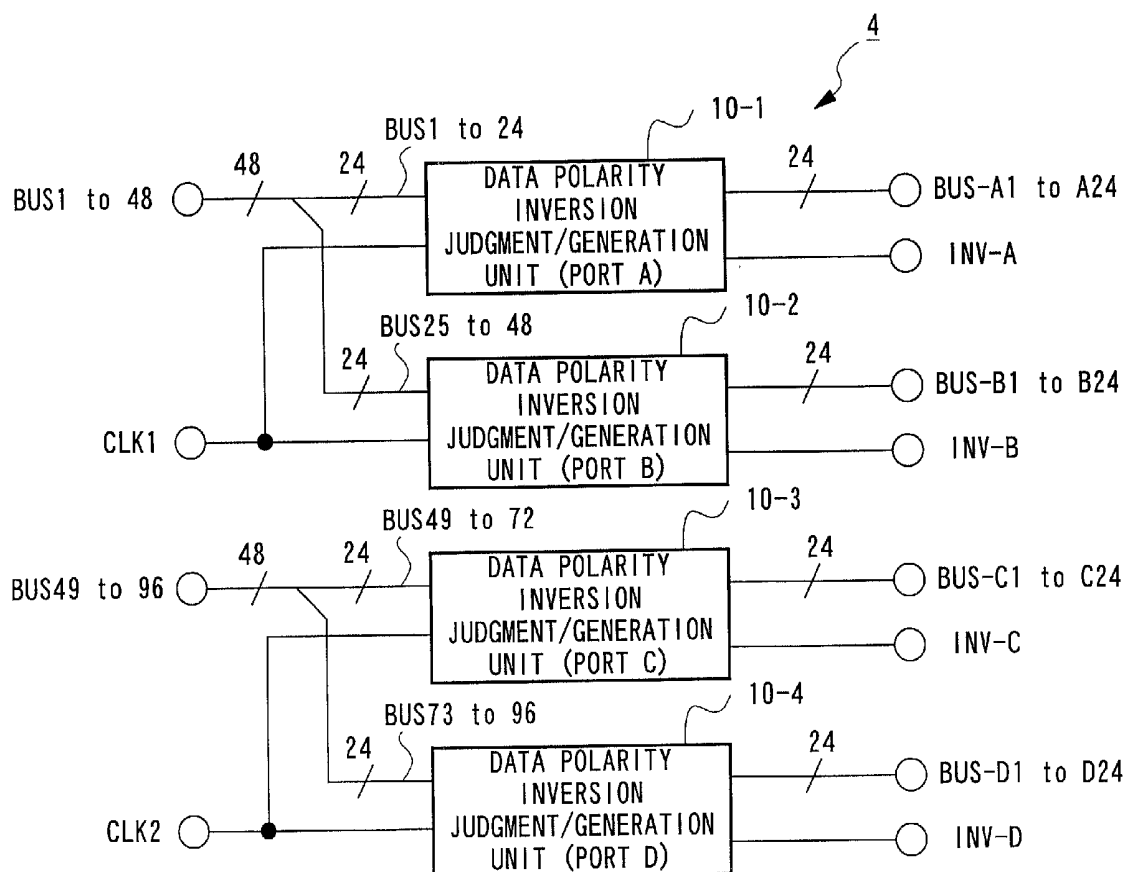 4
10-1
BUS1 to 24
48
24
BUS1 to 48
DATA POLARITY
INVERSION
JUDGMENT/GENERATION
UNIT (PORT A)
24
BUS-A1 to A24
INV-A
10-2
BUS25 to 48
24
DATA POLARITY
INVERSION
JUDGMENT/GENERATION
UNIT (PORT B)
24
BUS-B1 to B24
CLK1
INV-B
10-3
BUS49 to 72
48
24
BUS49 to 96
DATA POLARITY
INVERSION
JUDGMENT/GENERATION
UNIT (PORT C)
24
BUS-C1 to C24
INV-C
10-4
BUS73 to 96
24
DATA POLARITY
INVERSION
JUDGMENT/GENERATION
UNIT (PORT D)
24
BUS-D1 to D24
CLK2
INV-D